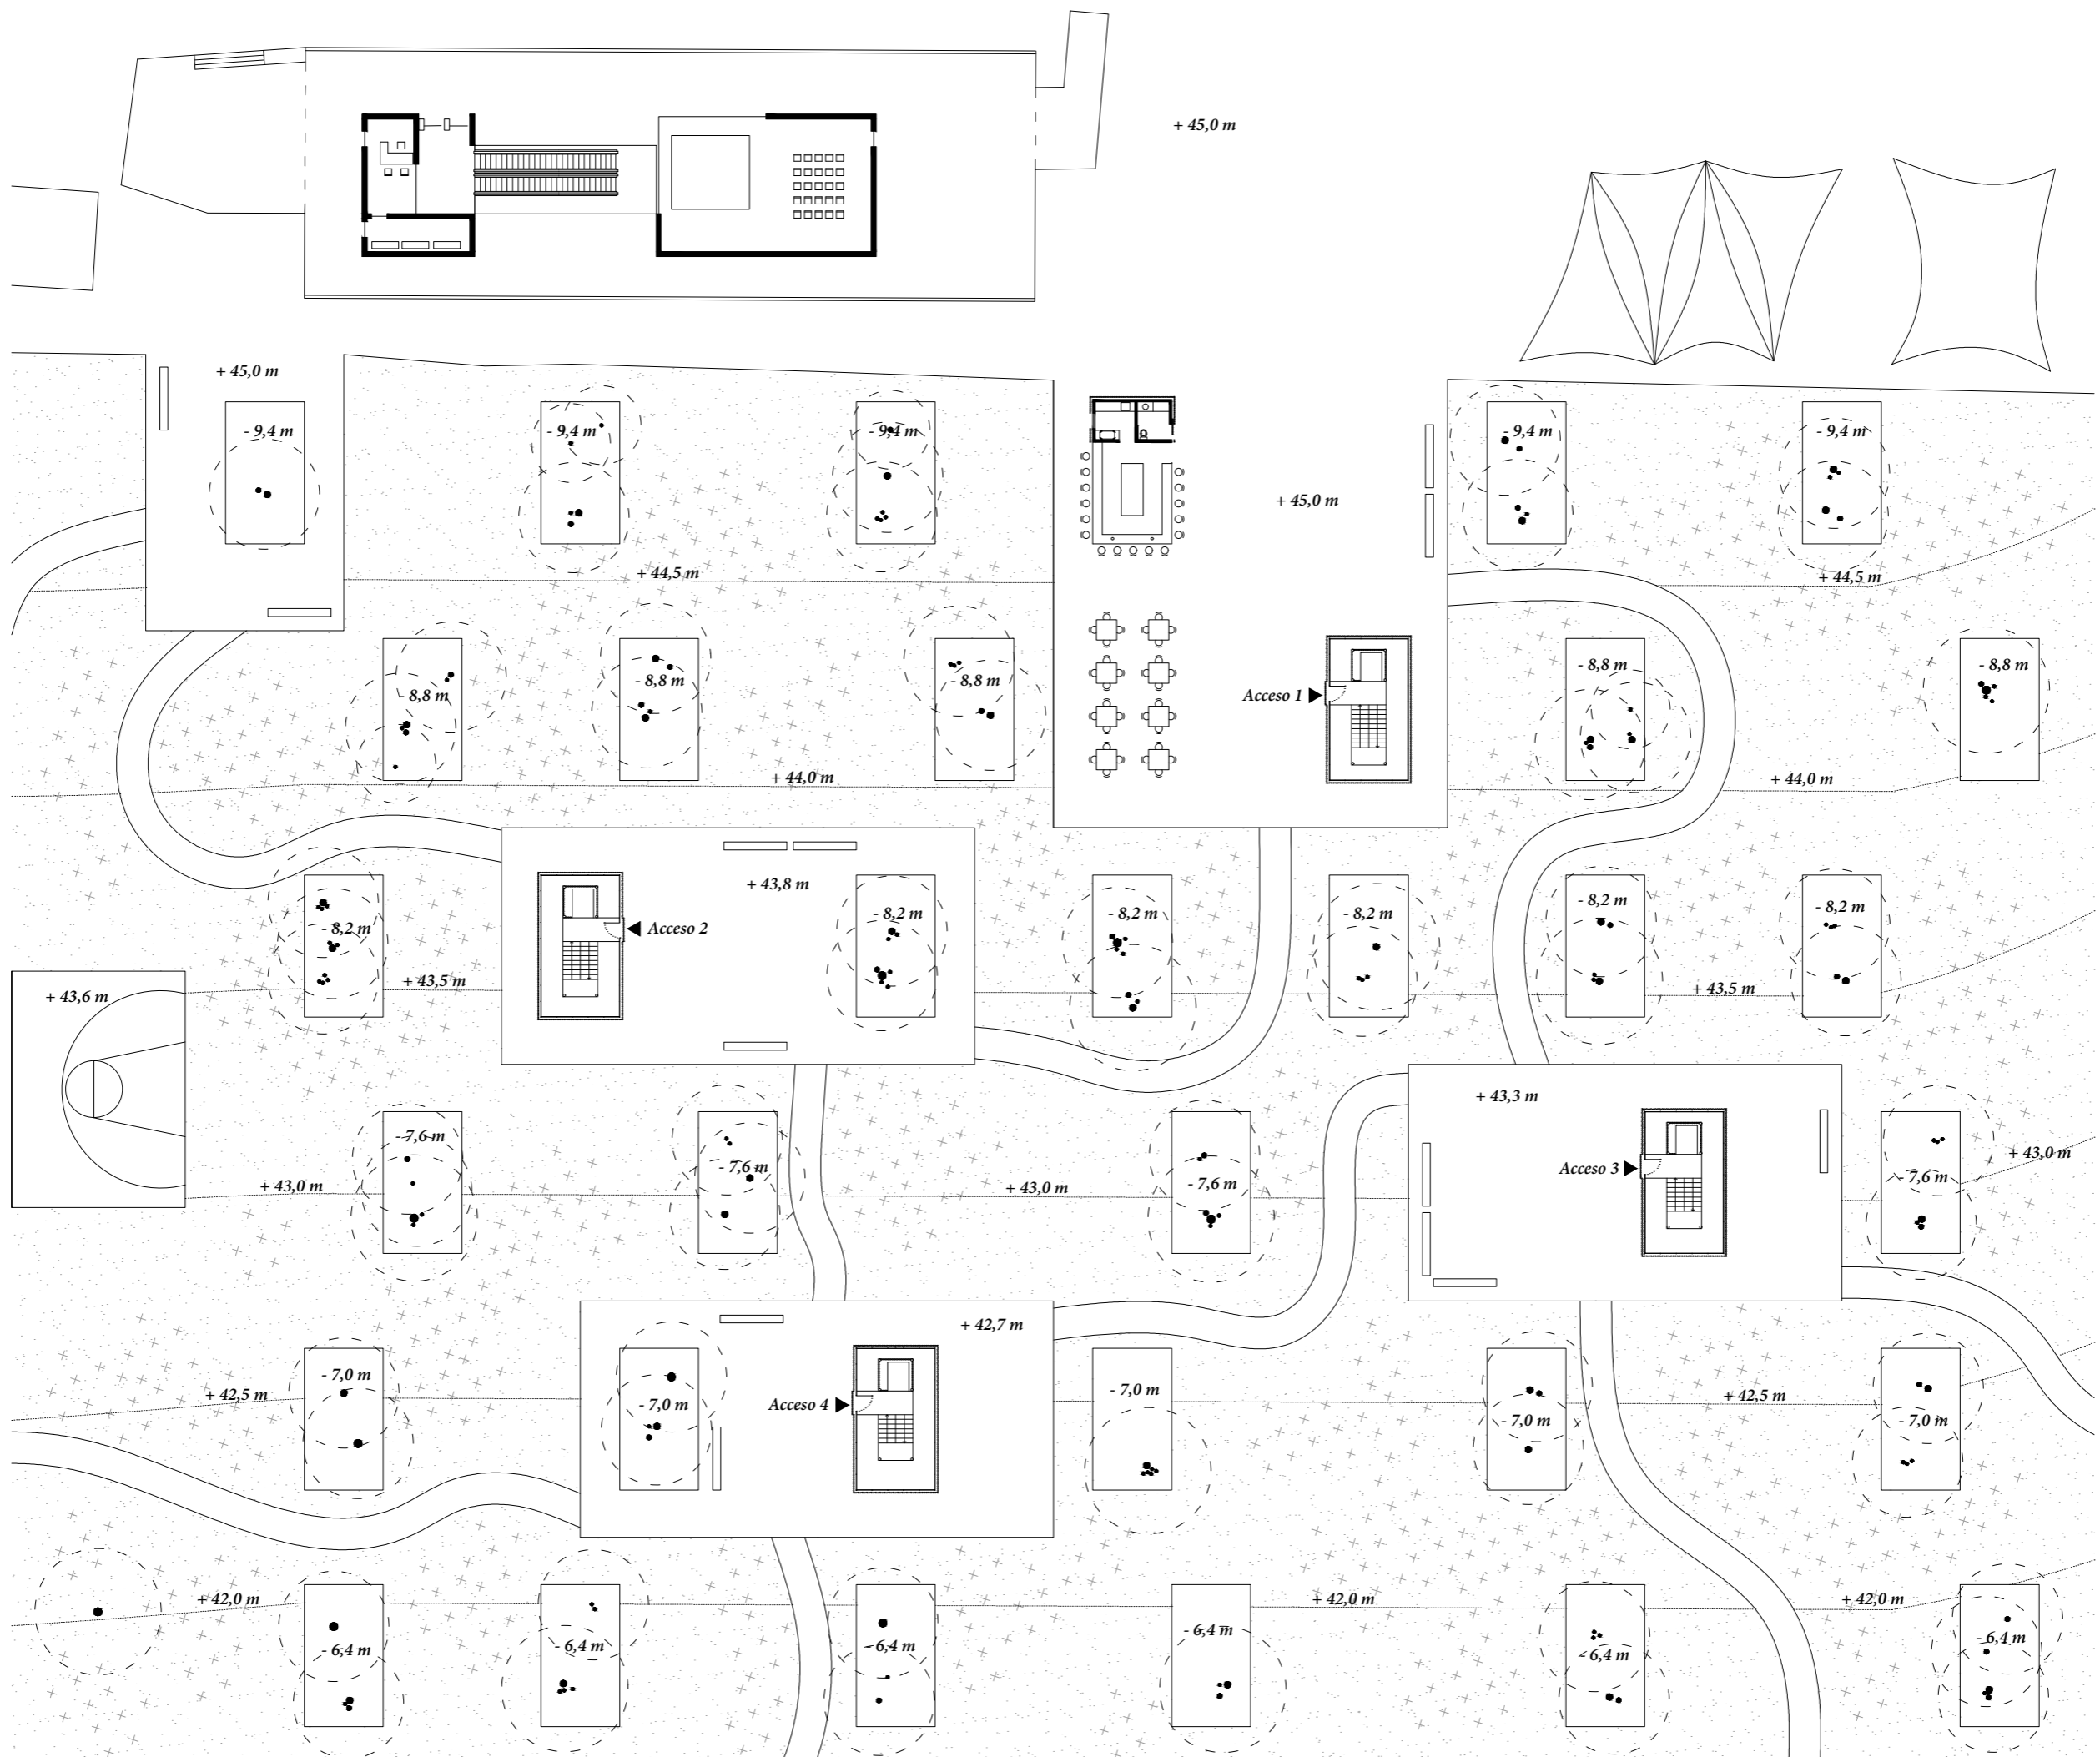 + 45,0 m
+ 45,0 m
- 9,4 m
- 9,4 m
- 9,4 m
- 9,4 m
- 9,4 m
+ 45,0 m
+ 44,5 m
+ 44,5 m
- 8,8 m
- 8,8 m
- 8,8 m
- 8,8 m
- 8,8 m
Acceso 1
+ 44,0 m
+ 44,0 m
+ 43,8 m
- 8,2 m
- 8,2 m
- 8,2 m
- 8,2 m
- 8,2 m
- 8,2 m
Acceso 2
+ 43,5 m
+ 43,5 m
+ 43,6 m
+ 43,3 m
- 7,6 m
- 7,6 m
- 7,6 m
- 7,6 m
Acceso 3
+ 43,0 m
+ 43,0 m
+ 43,0 m
+ 42,7 m
- 7,0 m
- 7,0 m
- 7,0 m
- 7,0 m
- 7,0 m
+ 42,5 m
Acceso 4
+ 42,5 m
+ 42,0 m
+ 42,0 m
+ 42,0 m
- 6,4 m
- 6,4 m
- 6,4 m
- 6,4 m
- 6,4 m
- 6,4 m